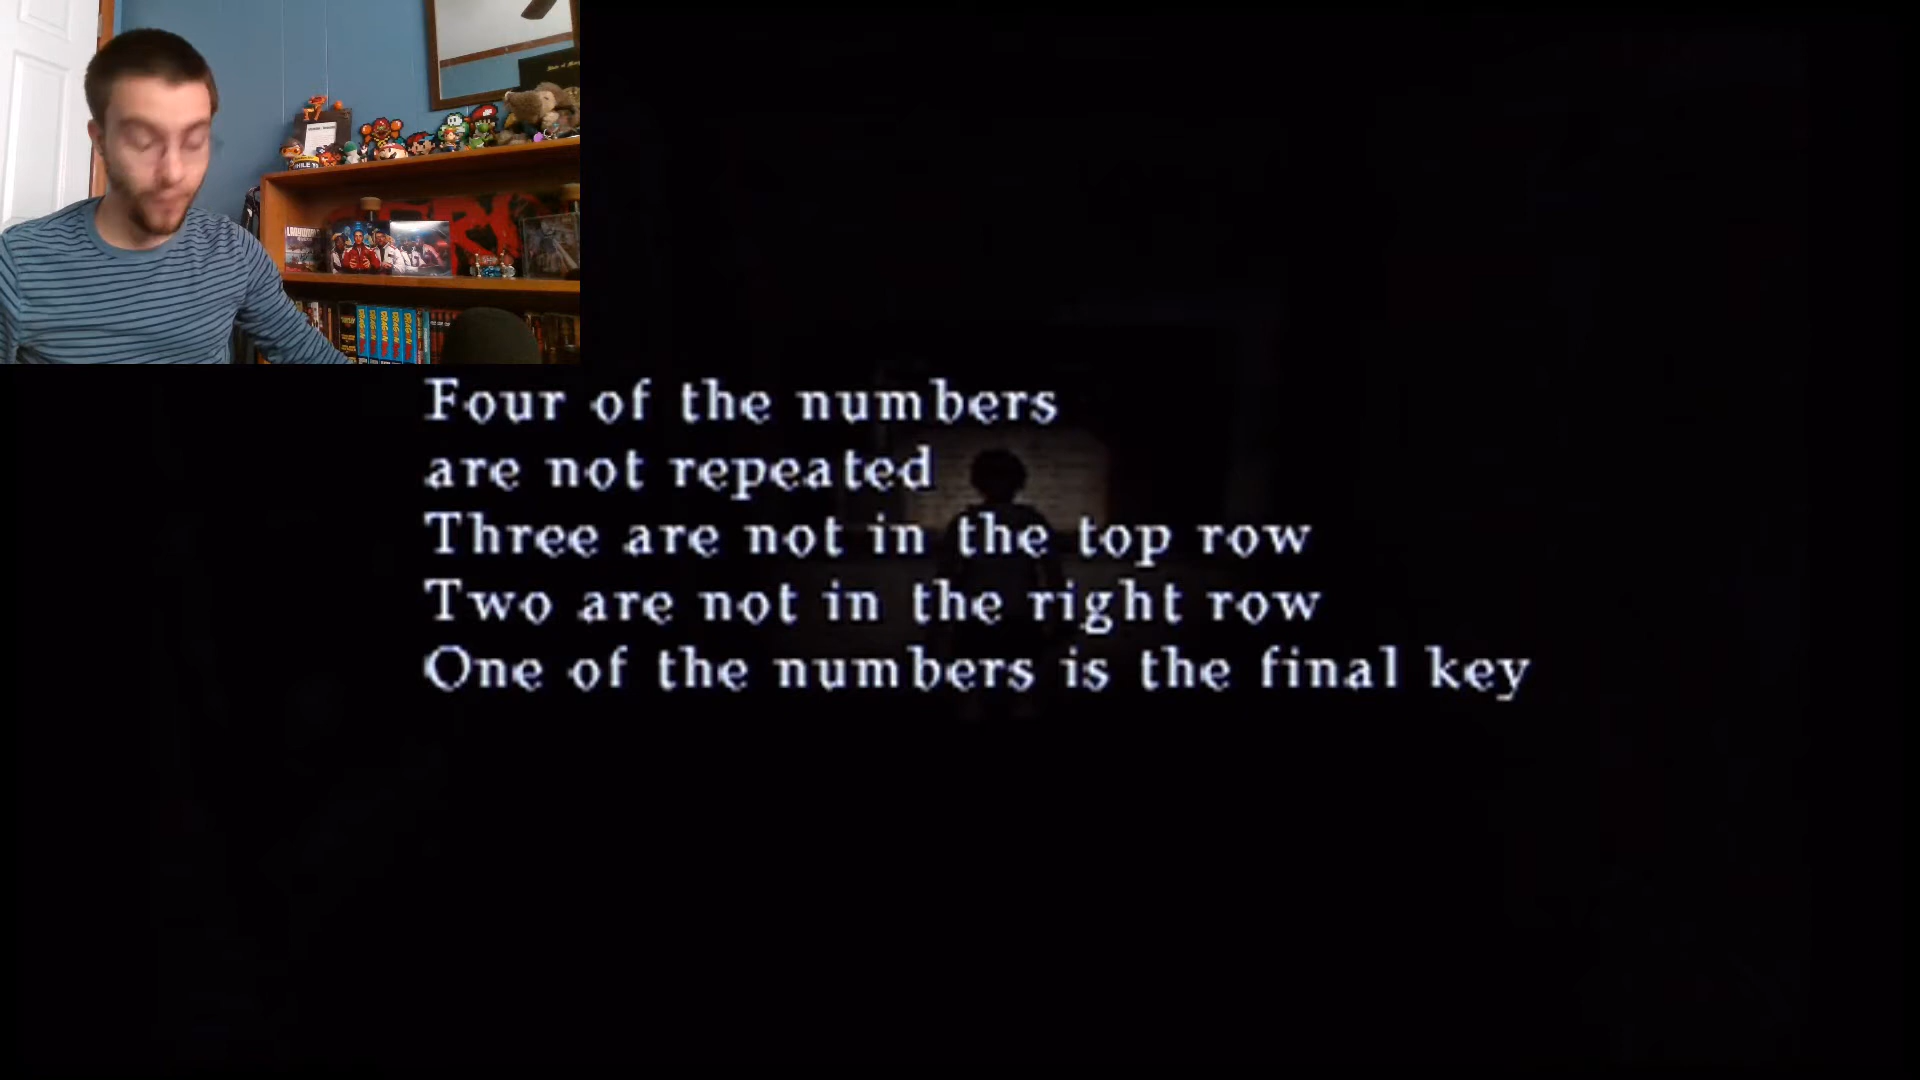 Four of the numbers
are not repeated
Three are not in the top row
Two are not in the right row
One of the numbers is the final key